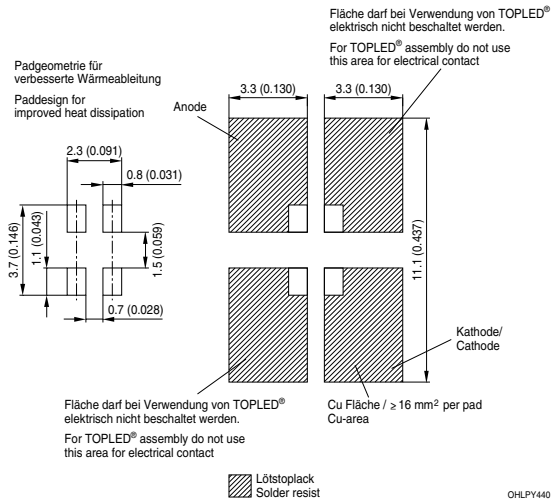 Fläche darf bei Verwendung von TOPLED®
elektrisch nicht beschaltet werden.
For TOPLED® assembly do not use
this area for electrical contact
Padgeometrie für
verbesserte Wärmeableitung
Paddesign for
improved heat dissipation
Anode
3.3 (0.130)
3.3 (0.130)
2.3 (0.091)
0.8 (0.031)
3.7 (0.146)
1.1 (0.043)
1.5 (0.059)
0.7 (0.028)
11.1 (0.437)
Kathode/
Cathode
Fläche darf bei Verwendung von TOPLED®
elektrisch nicht beschaltet werden.
For TOPLED® assembly do not use
this area for electrical contact
Cu Fläche / ≥ 16 mm² per pad
Cu-area
Lötstoplack
Solder resist
OHLPY440